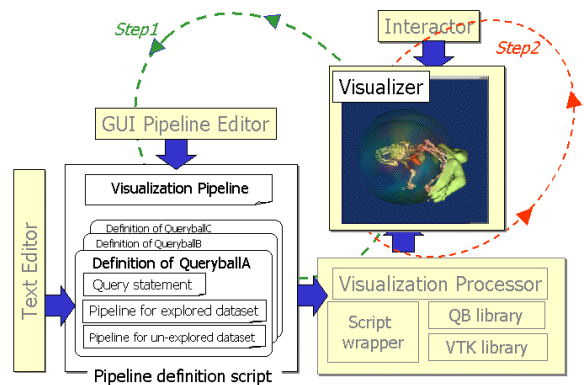 Step1
Interactor
Step2
Visualizer
GUI Pipeline Editor
Text Editor
Visualization Pipeline
Definition of QueryballC
Definition of QueryballB
Definition of QueryballA
Query statement
Pipeline for explored dataset
Pipeline for un-explored dataset
Pipeline definition script
Visualization Processor
Script
wrapper
QB library
VTK library